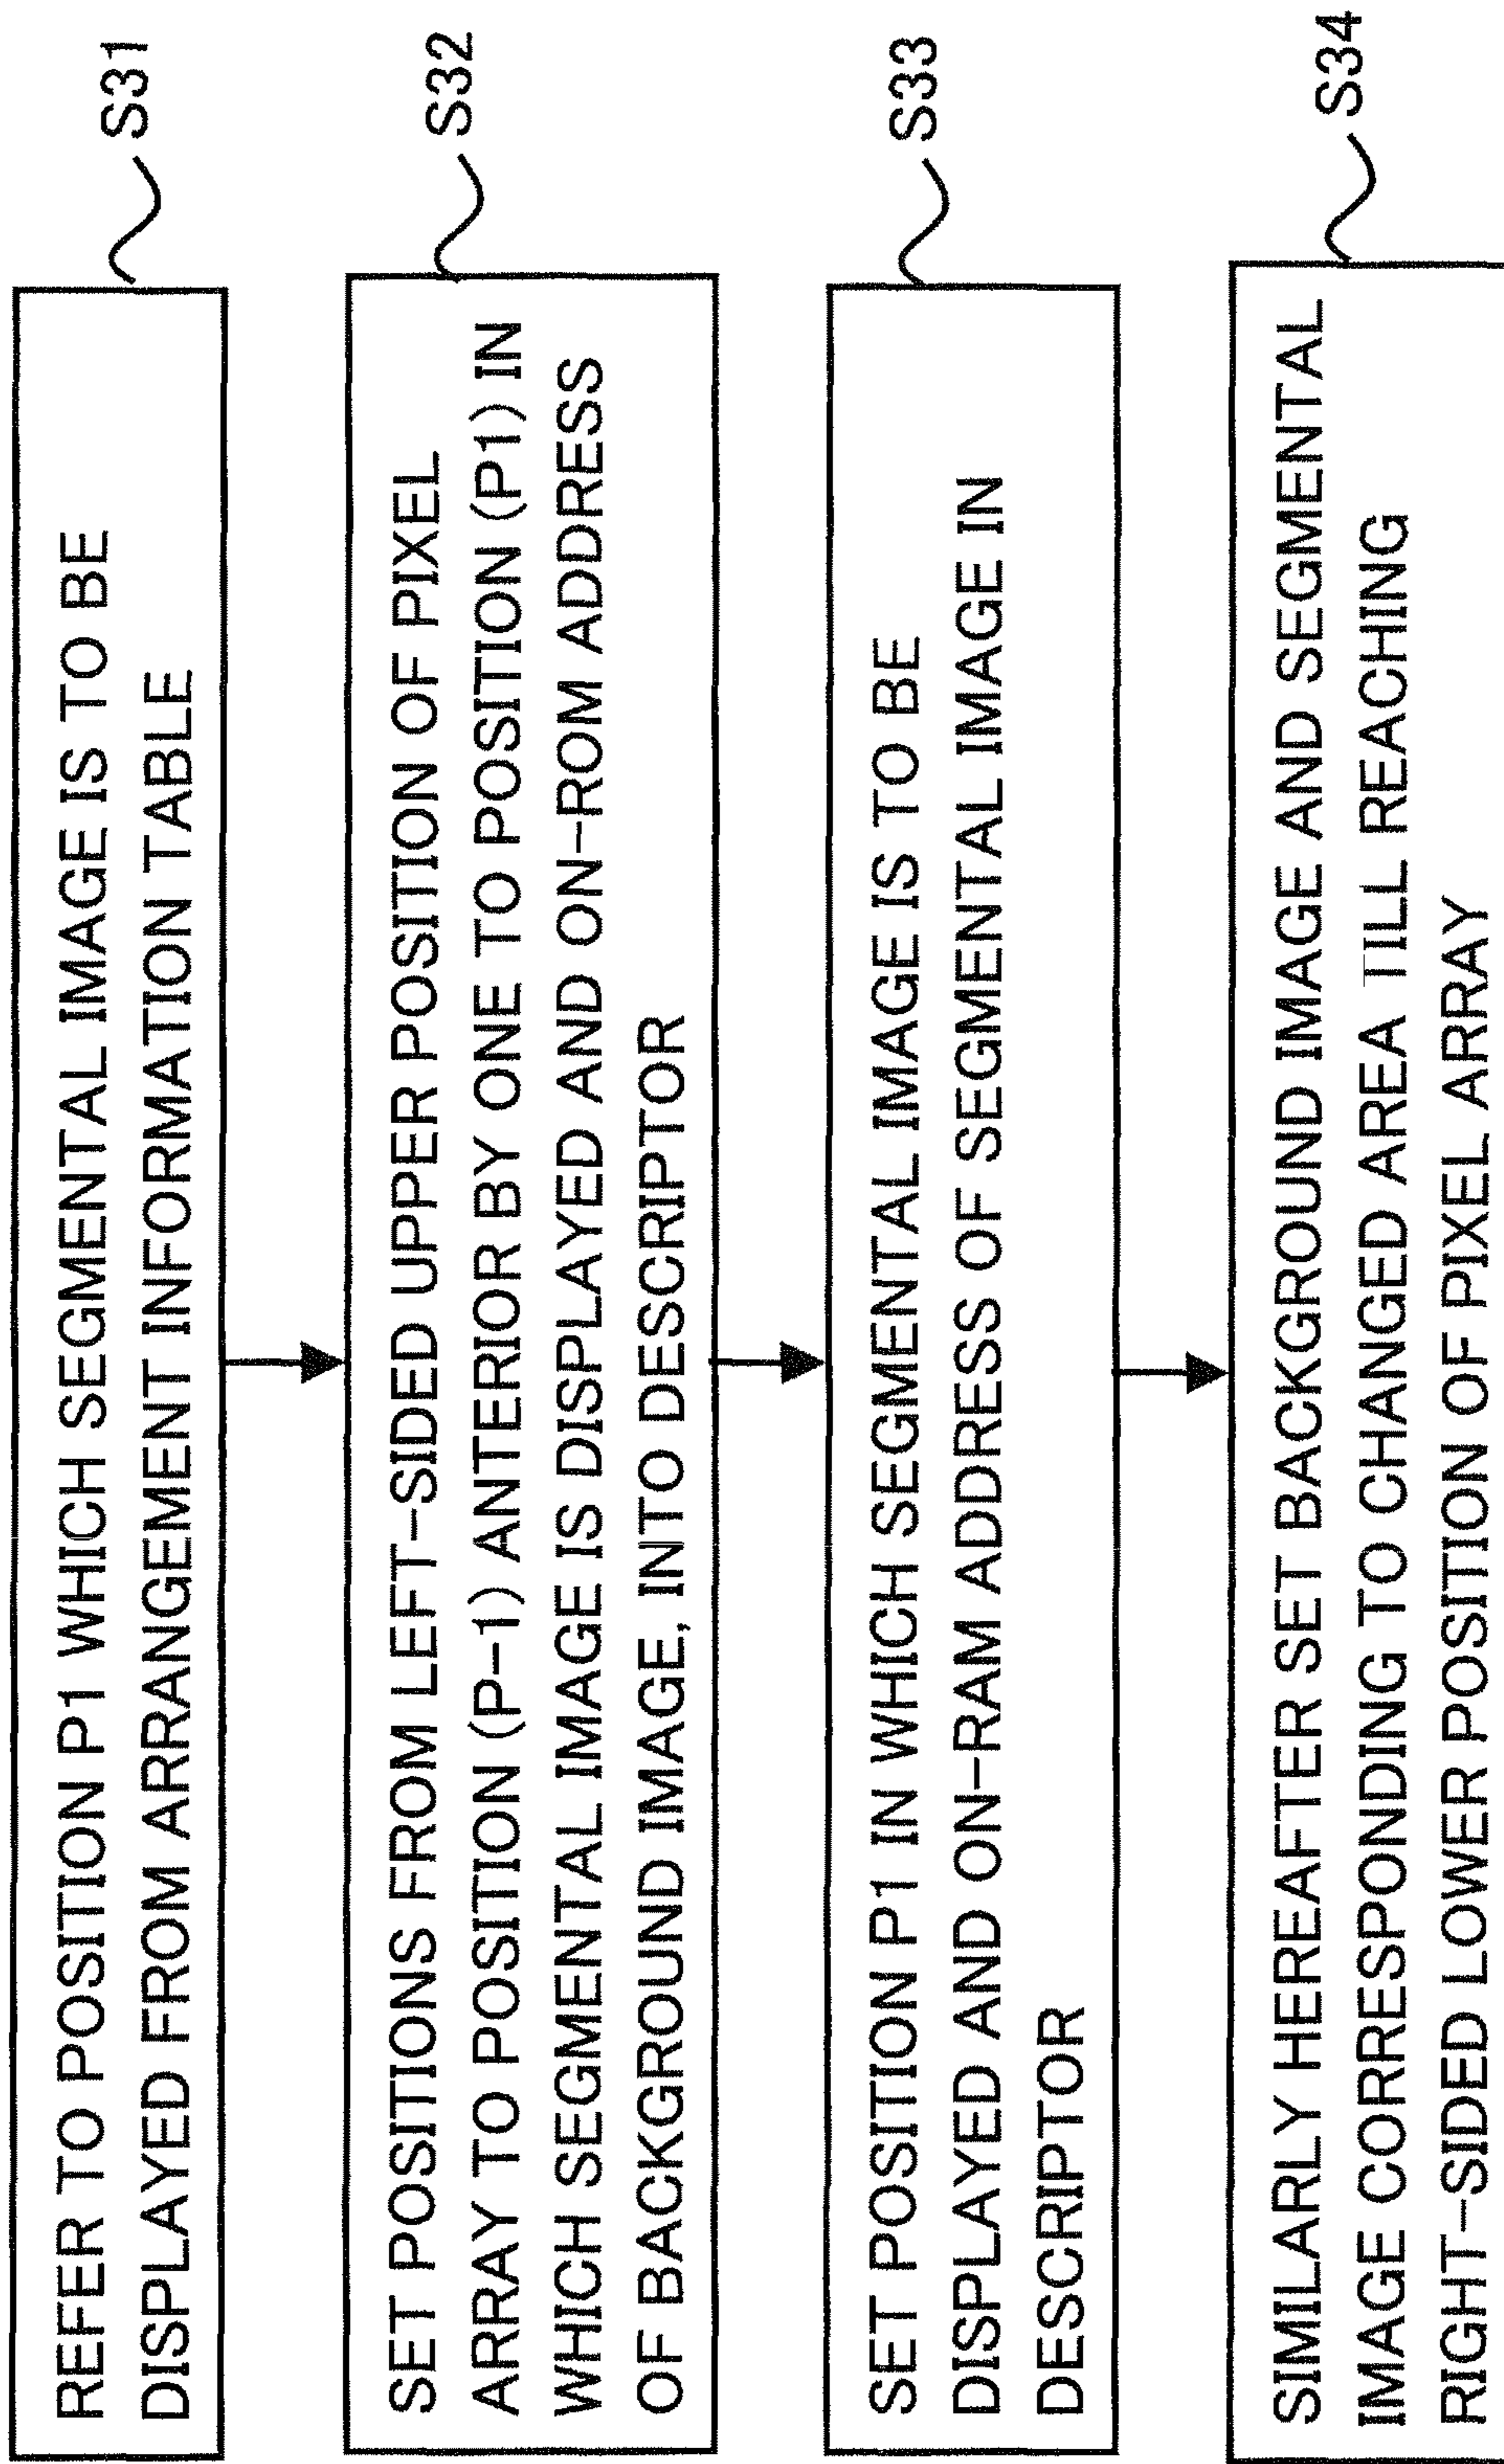 REFER TO POSITION P1 WHICH SEGMENTAL IMAGE IS TO BE
DISPLAYED FROM ARRANGEMENT INFORMATION TABLE
S31
SET POSITIONS FROM LEFT-SIDED UPPER POSITION OF PIXEL
ARRAY TO POSITION (P-1) ANTERIOR BY ONE TO POSITION (P1) IN
WHICH SEGMENTAL IMAGE IS DISPLAYED AND ON-ROM ADDRESS
OF BACKGROUND IMAGE, INTO DESCRIPTOR
S32
SET POSITION P1 IN WHICH SEGMENTAL IMAGE IS TO BE
DISPLAYED AND ON-RAM ADDRESS OF SEGMENTAL IMAGE IN
DESCRIPTOR
S33
SIMILARLY HEREAFTER SET BACKGROUND IMAGE AND SEGMENTAL
IMAGE CORRESPONDING TO CHANGED AREA TILL REACHING
RIGHT-SIDED LOWER POSITION OF PIXEL ARRAY
S34